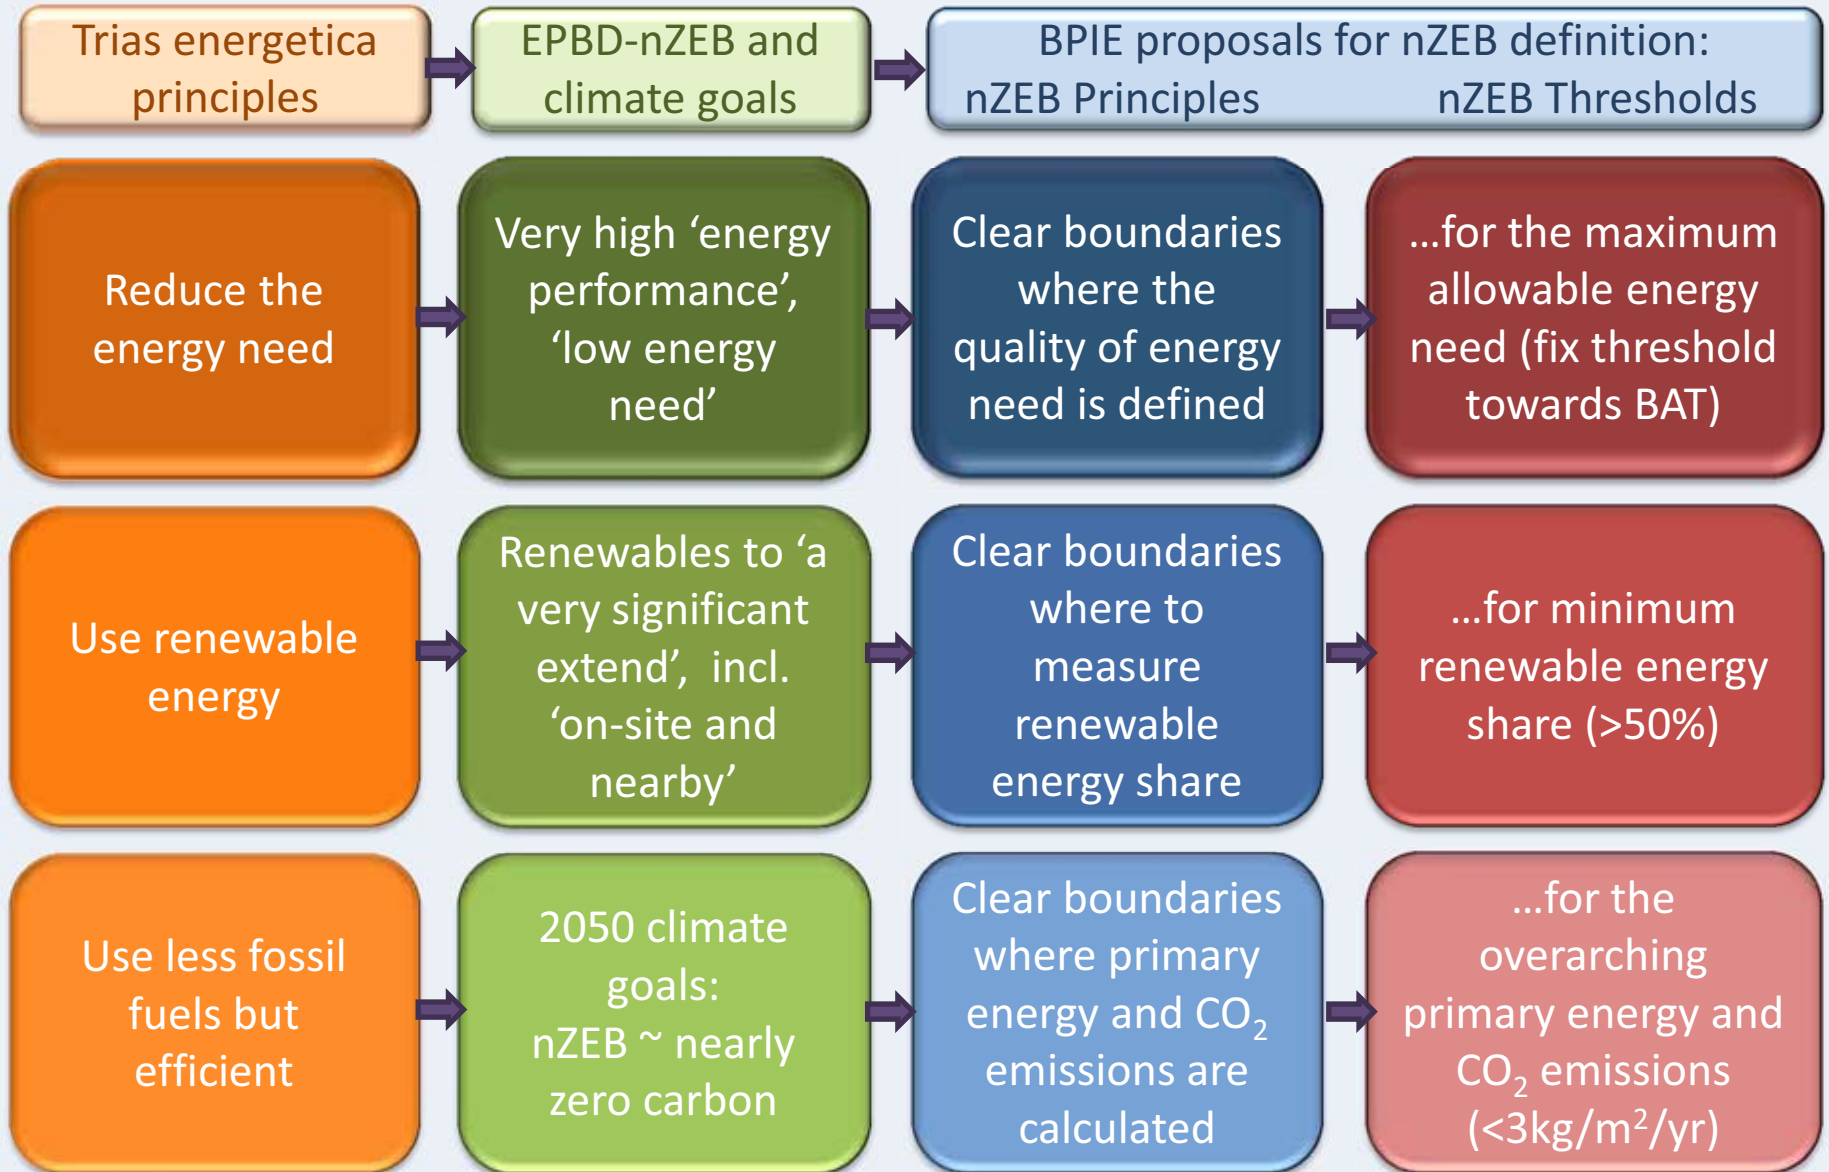 Trias energetica
principles
EPBD-nZEB and
climate goals
BPIE proposals for nZEB definition:
nZEB Principles nZEB Thresholds
Reduce the
energy need
Very high ‘energy
performance’,
‘low energy
need’
Clear boundaries
where the
quality of energy
need is defined
...for the maximum
allowable energy
need (fix threshold
towards BAT)
Use renewable
energy
Renewables to ‘a
very significant
extend’, incl.
‘on-site and
nearby’
Clear boundaries
where to
measure
renewable
energy share
...for minimum
renewable energy
share (>50%)
Use less fossil
fuels but
efficient
2050 climate
goals:
nZEB ~ nearly
zero carbon
Clear boundaries
where primary
energy and CO₂
emissions are
calculated
...for the
overarching
primary energy and
CO₂ emissions
(<3kg/m²/yr)